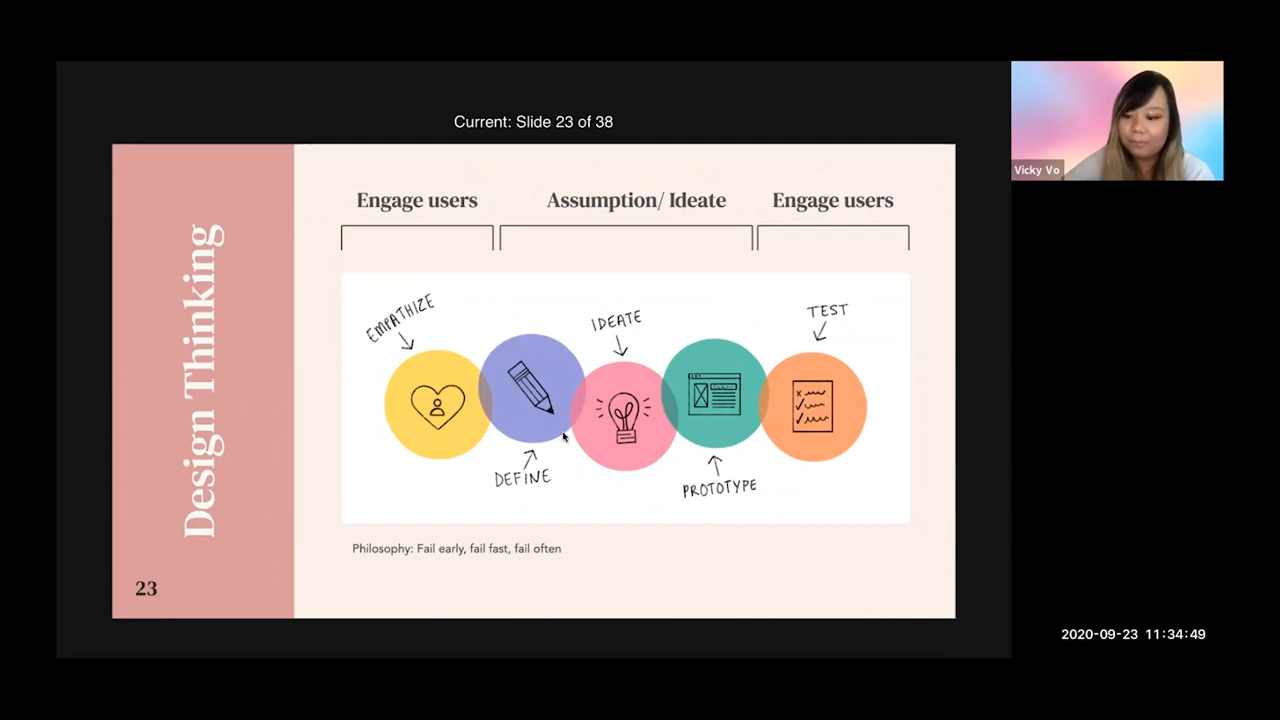 Current: Slide 23 of 38
Vicky Vo
Design Thinking
Engage users
Assumption/ Ideate
Engage users
EMPATHIZE
IDEATE
TEST
DEFINE
PROTOTYPE
Philosophy: Fail early, fail fast, fail often
23
2020-09-23 11:34:49